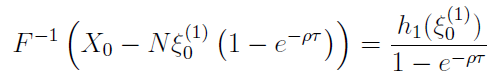 F^{-1} \left( X_0 - N\xi_0^{(1)} \left( 1 - e^{-\rho\tau} \right) \right) = \frac{h_1(\xi_0^{(1)})}{1 - e^{-\rho\tau}}